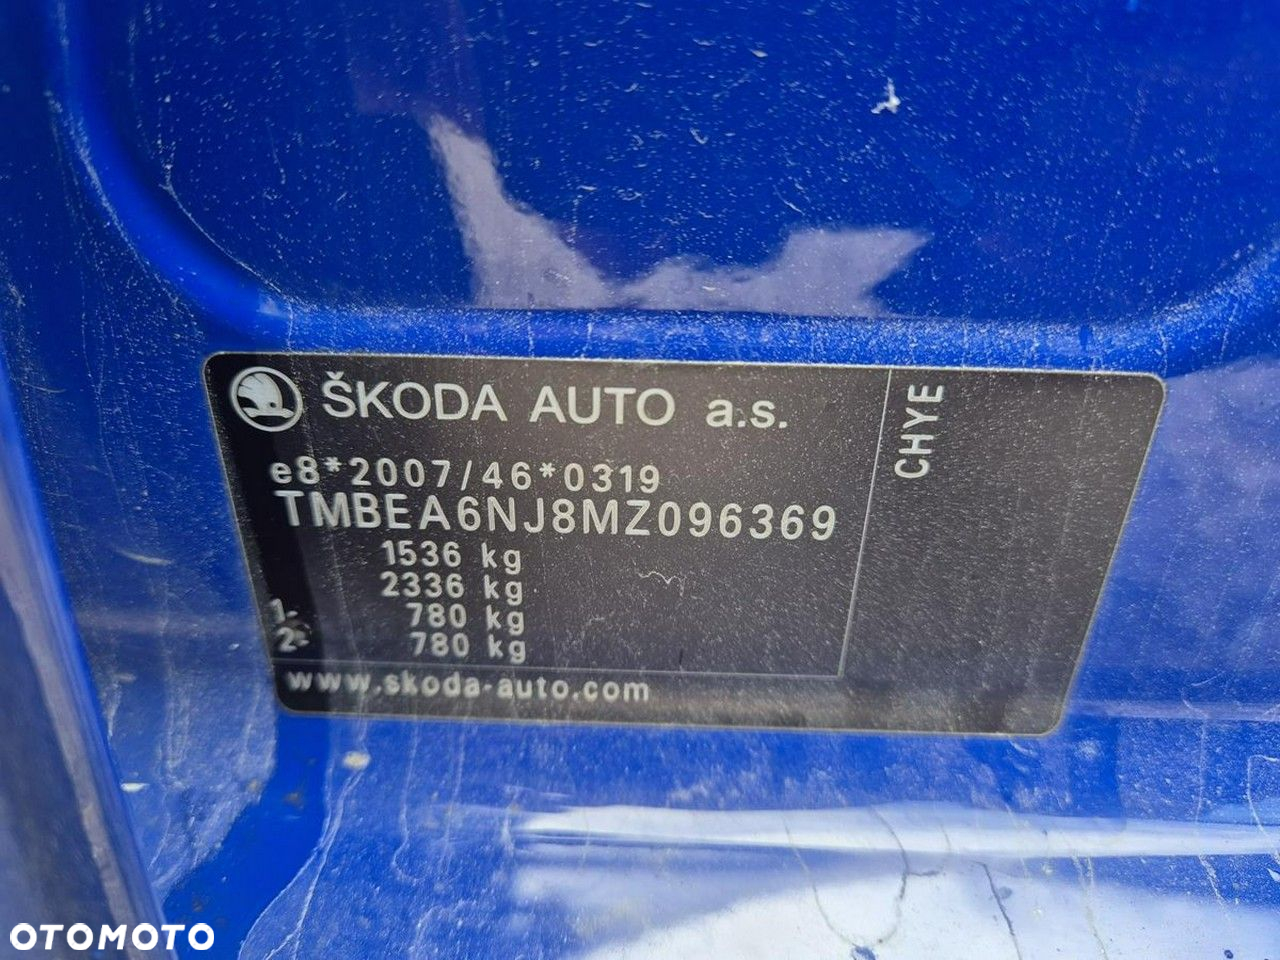 ŠKODA AUTO a.s.
CHYE
e8*2007/46*0319
TMBEA6NJ8MZ096369
1536 kg
2336 kg
1- 780 kg
2- 780 kg
www.skoda-auto.com
OTOMOTO